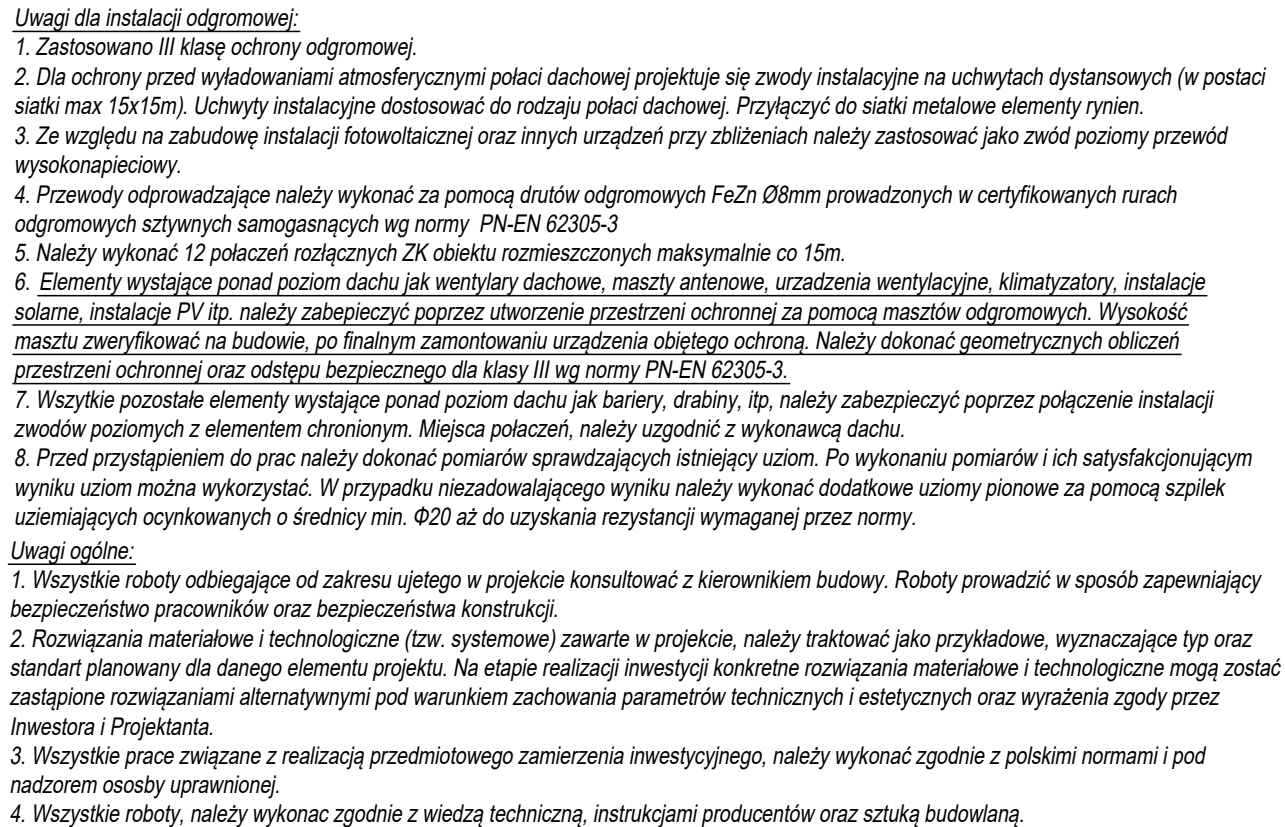 Uwagi dla instalacji odgromowej:
1. Zastosowano III klasę ochrony odgromowej.
2. Dla ochrony przed wyładowaniami atmosferycznymi połaci dachowej projektuje się zwody instalacyjne na uchwytach dystansowych (w postaci
siatki max 15x15m). Uchwyty instalacyjne dostosować do rodzaju połaci dachowej. Przyłączyć do siatki metalowe elementy rynien.
3. Ze względu na zabudowę instalacji fotowoltaicznej oraz innych urządzeń przy zbliżeniach należy zastosować jako zwód poziomy przewód
wysokonapieciowy.
4. Przewody odprowadzające należy wykonać za pomocą drutów odgromowych FeZn Ø8mm prowadzonych w certyfikowanych rurach
odgromowych sztywnych samogasnących wg normy PN-EN 62305-3
5. Należy wykonać 12 połaczeń rozłącznych ZK obiektu rozmieszczonych maksymalnie co 15m.
6. Elementy wystające ponad poziom dachu jak wentylary dachowe, maszty antenowe, urzadzenia wentylacyjne, klimatyzatory, instalacje
solarne, instalacje PV itp. należy zabepieczyć poprzez utworzenie przestrzeni ochronnej za pomocą masztów odgromowych. Wysokość
masztu zweryfikować na budowie, po finalnym zamontowaniu urządzenia obiętego ochroną. Należy dokonać geometrycznych obliczeń
przestrzeni ochronnej oraz odstępu bezpiecznego dla klasy III wg normy PN-EN 62305-3.
7. Wszytkie pozostałe elementy wystające ponad poziom dachu jak bariery, drabiny, itp, należy zabezpieczyć poprzez połączenie instalacji
zwodów poziomych z elementem chronionym. Miejsca połaczeń, należy uzgodnić z wykonawcą dachu.
8. Przed przystąpieniem do prac należy dokonać pomiarów sprawdzających istniejący uziom. Po wykonaniu pomiarów i ich satysfakcjonującym
wyniku uziom można wykorzystać. W przypadku niezadowalającego wyniku należy wykonać dodatkowe uziomy pionowe za pomocą szpilek
uziemiających ocynkowanych o średnicy min. Φ20 aż do uzyskania rezystancji wymaganej przez normy.
Uwagi ogólne:
1. Wszystkie roboty odbiegające od zakresu ujetego w projekcie konsultować z kierownikiem budowy. Roboty prowadzić w sposób zapewniający
bezpieczeństwo pracowników oraz bezpieczeństwa konstrukcji.
2. Rozwiązania materiałowe i technologiczne (tzw. systemowe) zawarte w projekcie, należy traktować jako przykładowe, wyznaczające typ oraz
standart planowany dla danego elementu projektu. Na etapie realizacji inwestycji konkretne rozwiązania materiałowe i technologiczne mogą zostać
zastąpione rozwiązaniami alternatywnymi pod warunkiem zachowania parametrów technicznych i estetycznych oraz wyrażenia zgody przez
Inwestora i Projektanta.
3. Wszystkie prace związane z realizacją przedmiotowego zamierzenia inwestycyjnego, należy wykonać zgodnie z polskimi normami i pod
nadzorem ososby uprawnionej.
4. Wszystkie roboty, należy wykonac zgodnie z wiedzą techniczną, instrukcjami producentów oraz sztuką budowlaną.